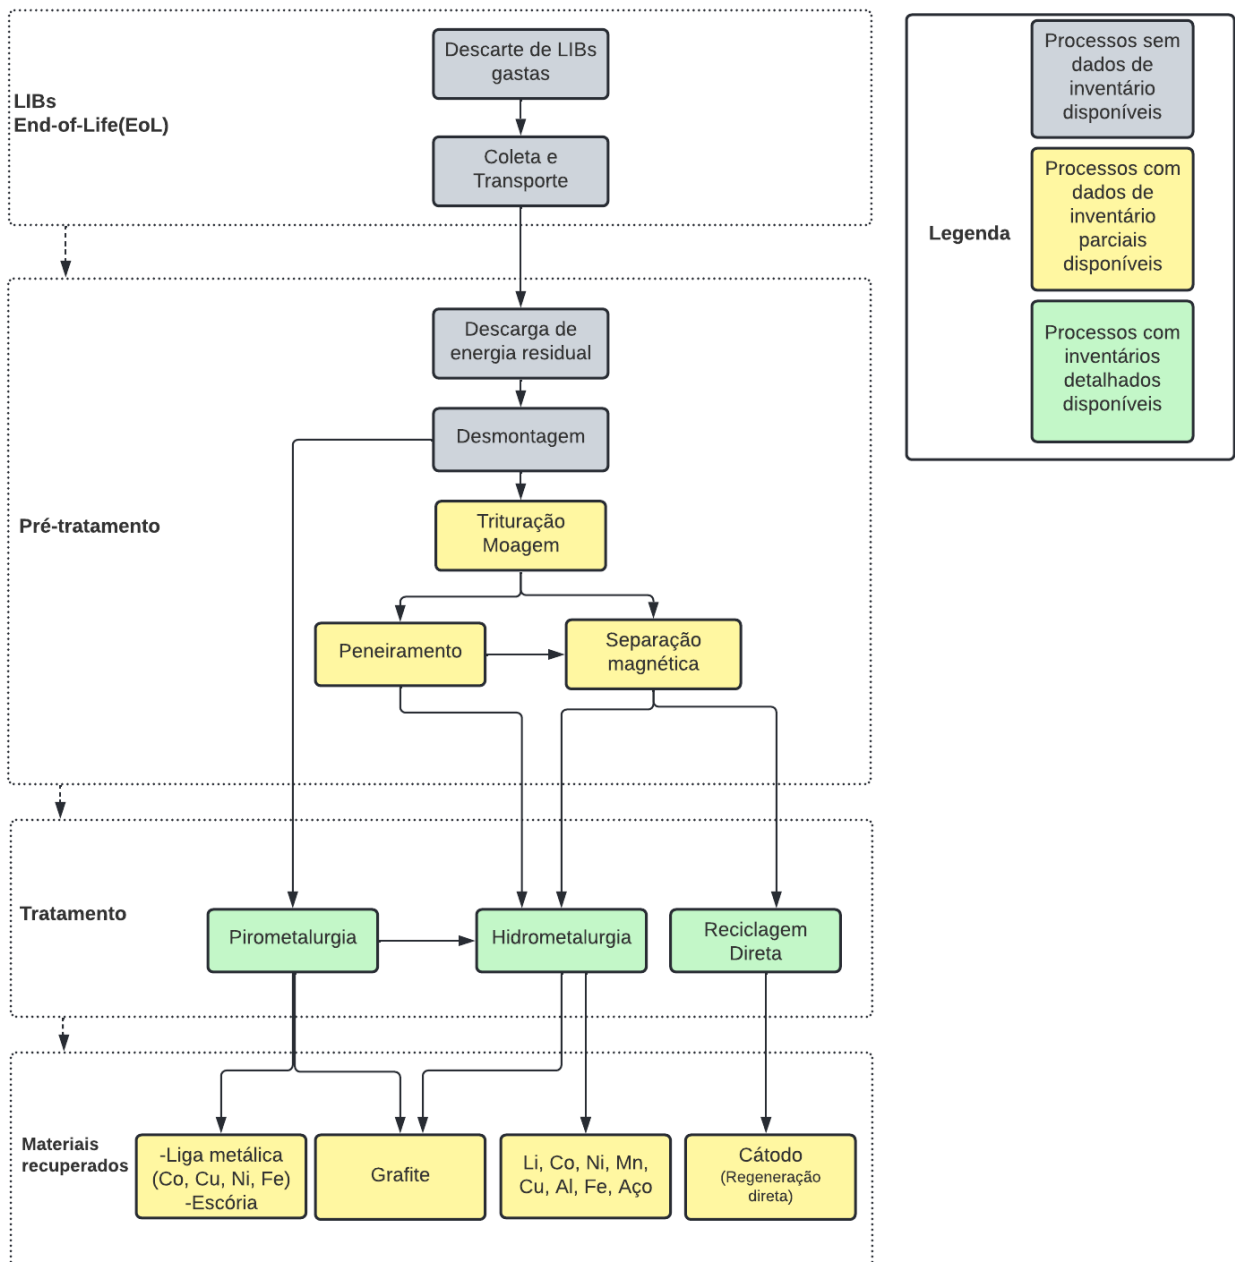 Descarte de LIBs
gastas
LIBs
End-of-Life(EoL)
Coleta e
Transporte
Legenda
Processos sem
dados de
inventário
disponíveis
Processos com
dados de
inventário
parciais
disponíveis
Processos com
inventários
detalhados
disponíveis
Descarga de
energia residual
Desmontagem
Pré-tratamento
Trituração
Moagem
Peneiramento
Separação
magnética
Tratamento
Pirometalurgia
Hidrometalurgia
Reciclagem
Direta
Materiais
recuperados
-Liga metálica
(Co, Cu, Ni, Fe)
-Escória
Grafite
Li, Co, Ni, Mn,
Cu, Al, Fe, Aço
Cátodo
(Regeneração
direta)